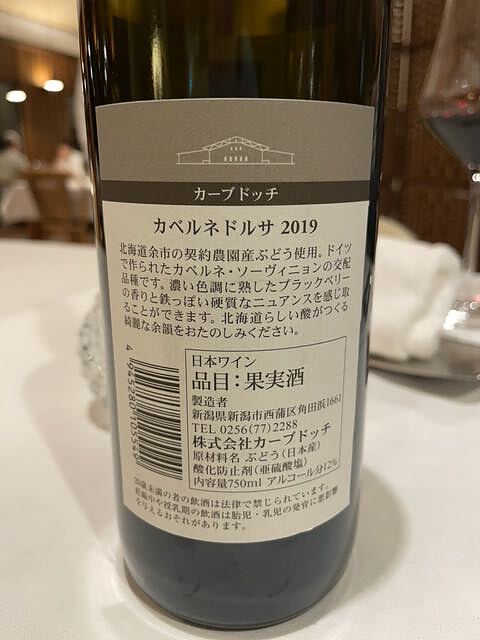 カーブドッチ
カベルネドルサ 2019
北海道余市の契約農園産ぶどう使用。ドイツ
で作られたカベルネ・ソーヴィニョンの交配
品種です。濃い色調に熟したブラックベリー
の香りと鉄っぽい硬質なニュアンスを感じ取
ることができます。北海道らしい酸がつくる
綺麗な余韻をおたのしみください。
日本ワイン
品目：果実酒
製造者
新潟県新潟市西蒲区角田浜1661
TEL 0256(77)2288
株式会社カーブドッチ
原材料名 ぶどう（日本産）
酸化防止剤（亜硫酸塩）
内容量750ml アルコール分12%
20歳未満の者の飲酒は法律で禁じられています。
妊娠中や授乳期の飲酒は胎児・乳児の発育に悪影響
を与えるおそれがあります。